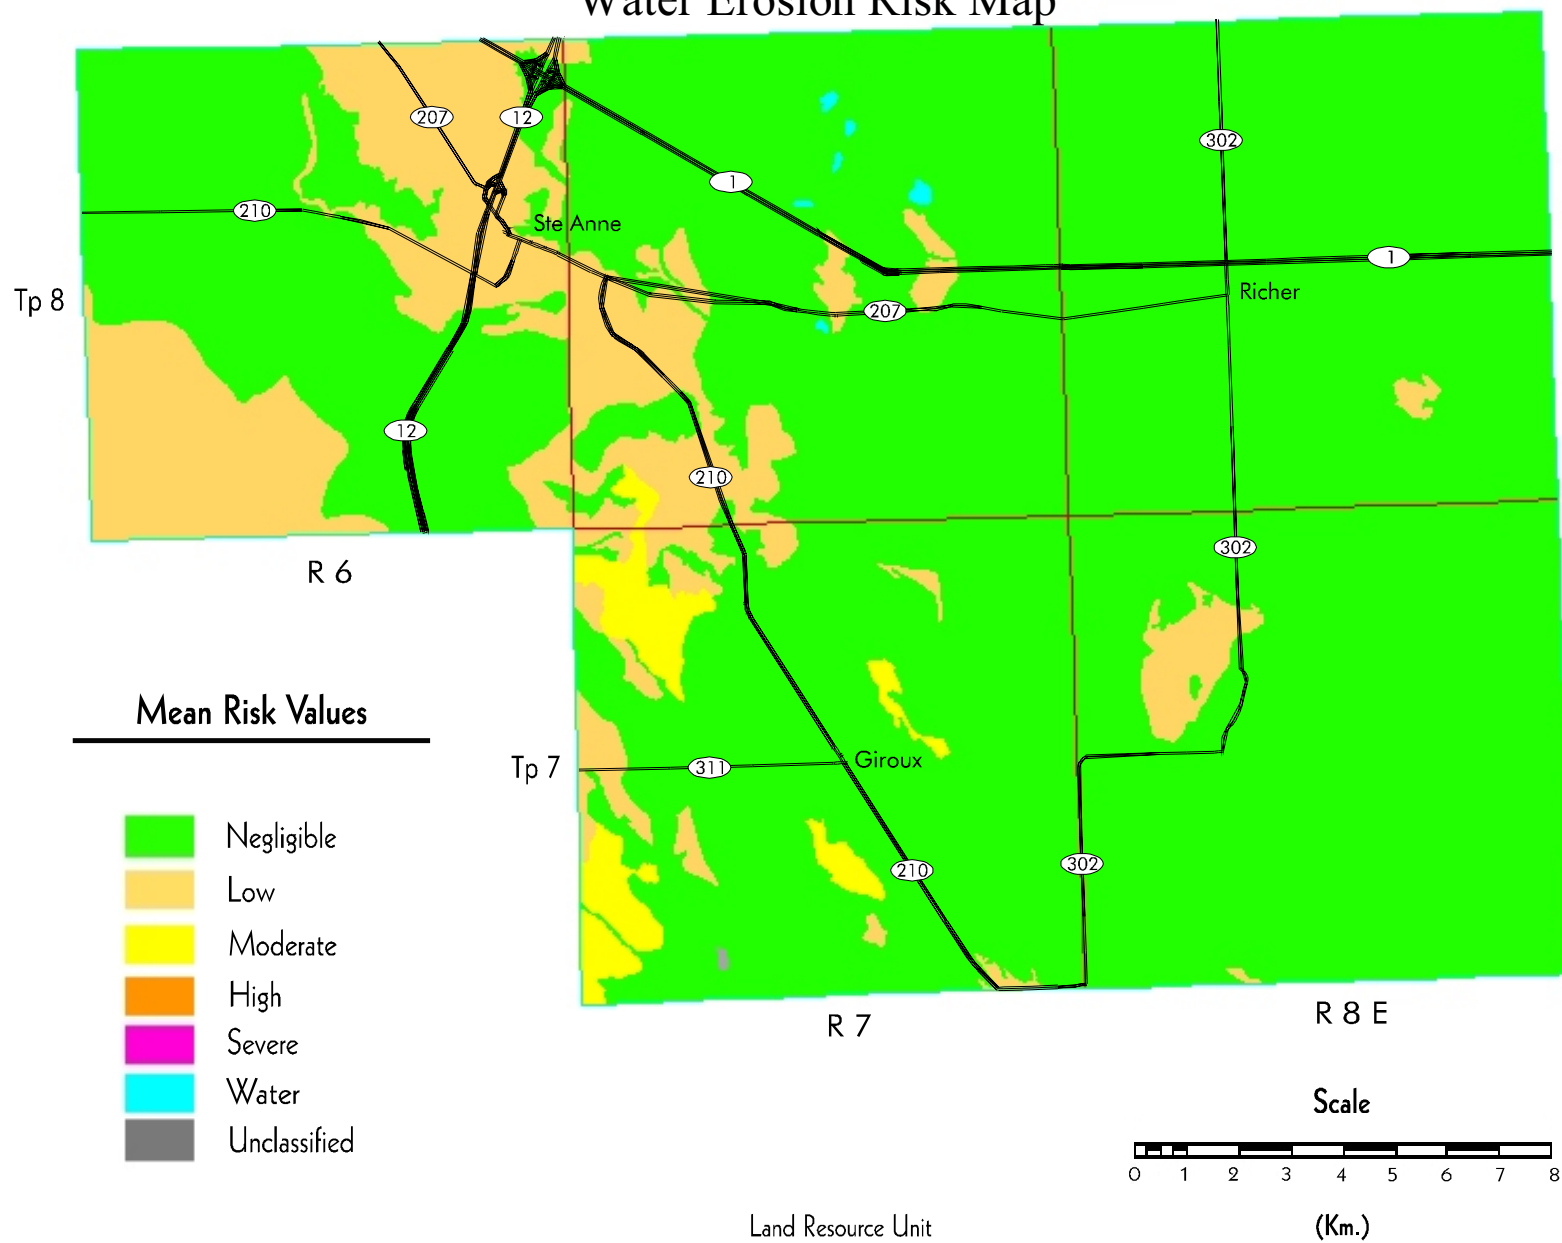 Water Erosion Risk Map
207
12
302
1
210
Ste Anne
1
Tp 8
207
Richer
12
210
302
R 6
Mean Risk Values
Tp 7
311
Giroux
Negligible
210
302
Low
Moderate
High
R 7
R 8 E
Severe
Water
Scale
Unclassified
0 1 2 3 4 5 6 7 8
Land Resource Unit
(Km.)